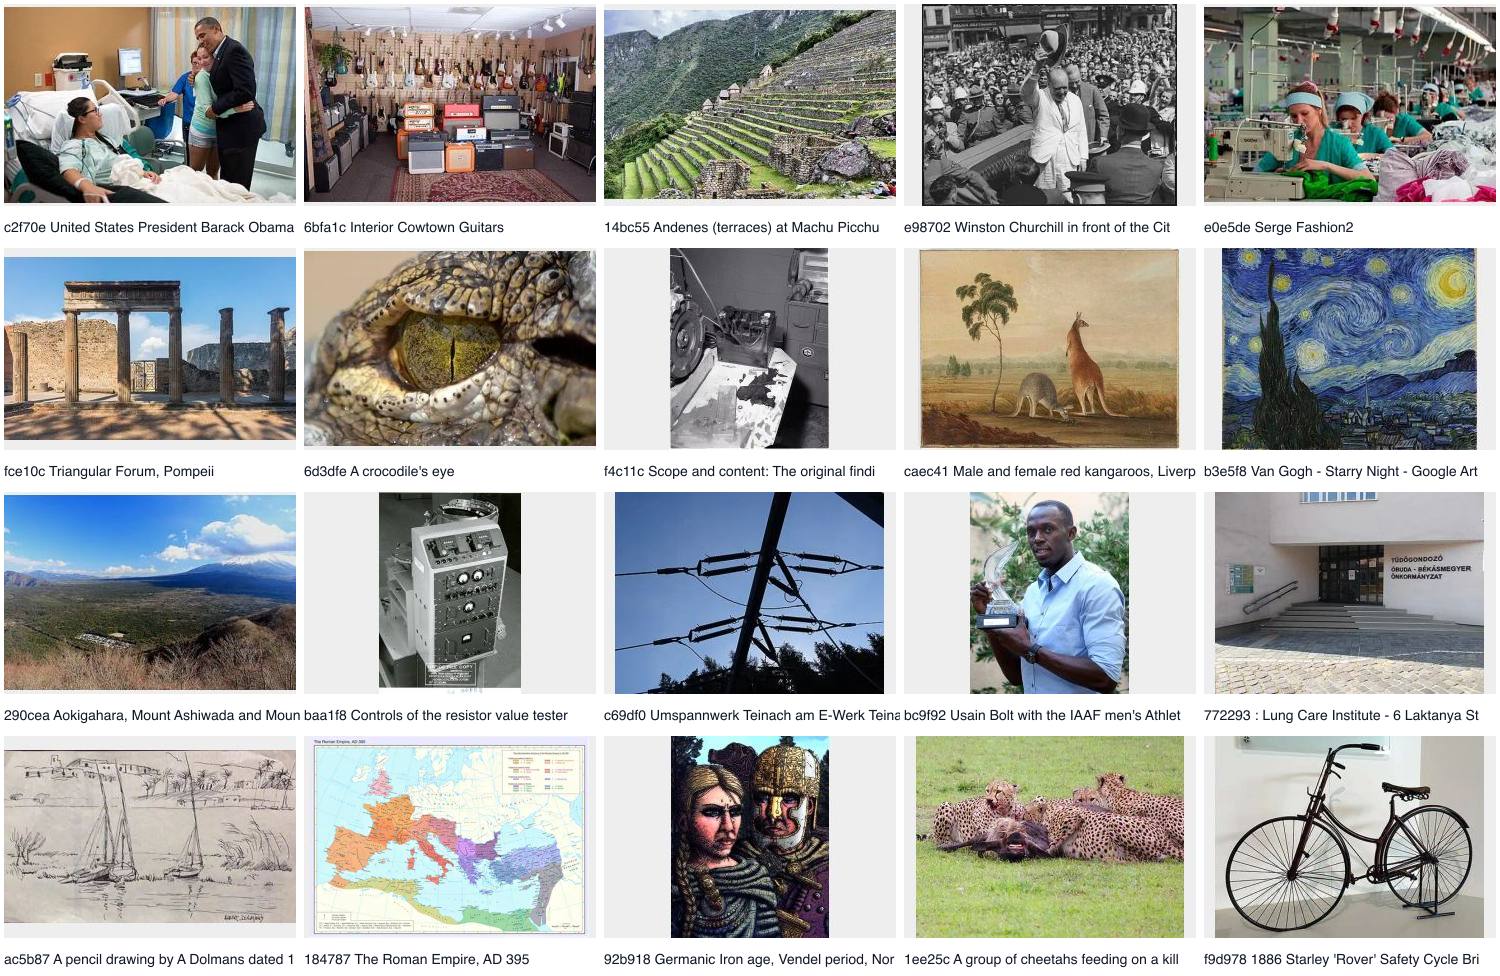 c2f70e United States President Barack Obama
6bfa1c Interior Cowtown Guitars
14bc55 Andenes (terraces) at Machu Picchu
e98702 Winston Churchill in front of the Cit
e0e5de Serge Fashion2
fce10c Triangular Forum, Pompeii
6d3dfe A crocodile's eye
f4c11c Scope and content: The original findi
caec41 Male and female red kangaroos, Liverp
b3e5f8 Van Gogh - Starry Night - Google Art
TÜDŐGONDOZÓ
ÓBUDA - BÉKÁSMEGYER
ÖNKORMÁNYZAT
290cea Aokigahara, Mount Ashiwada and Moun
baa1f8 Controls of the resistor value tester
c69df0 Umspannwerk Teinach am E-Werk Teina
bc9f92 Usain Bolt with the IAAF men's Athlet
772293 : Lung Care Institute - 6 Laktanya St
The Roman Empire, AD 395
ac5b87 A pencil drawing by A Dolmans dated 1
184787 The Roman Empire, AD 395
92b918 Germanic Iron age, Vendel period, Nor
1ee25c A group of cheetahs feeding on a kill
f9d978 1886 Starley 'Rover' Safety Cycle Bri